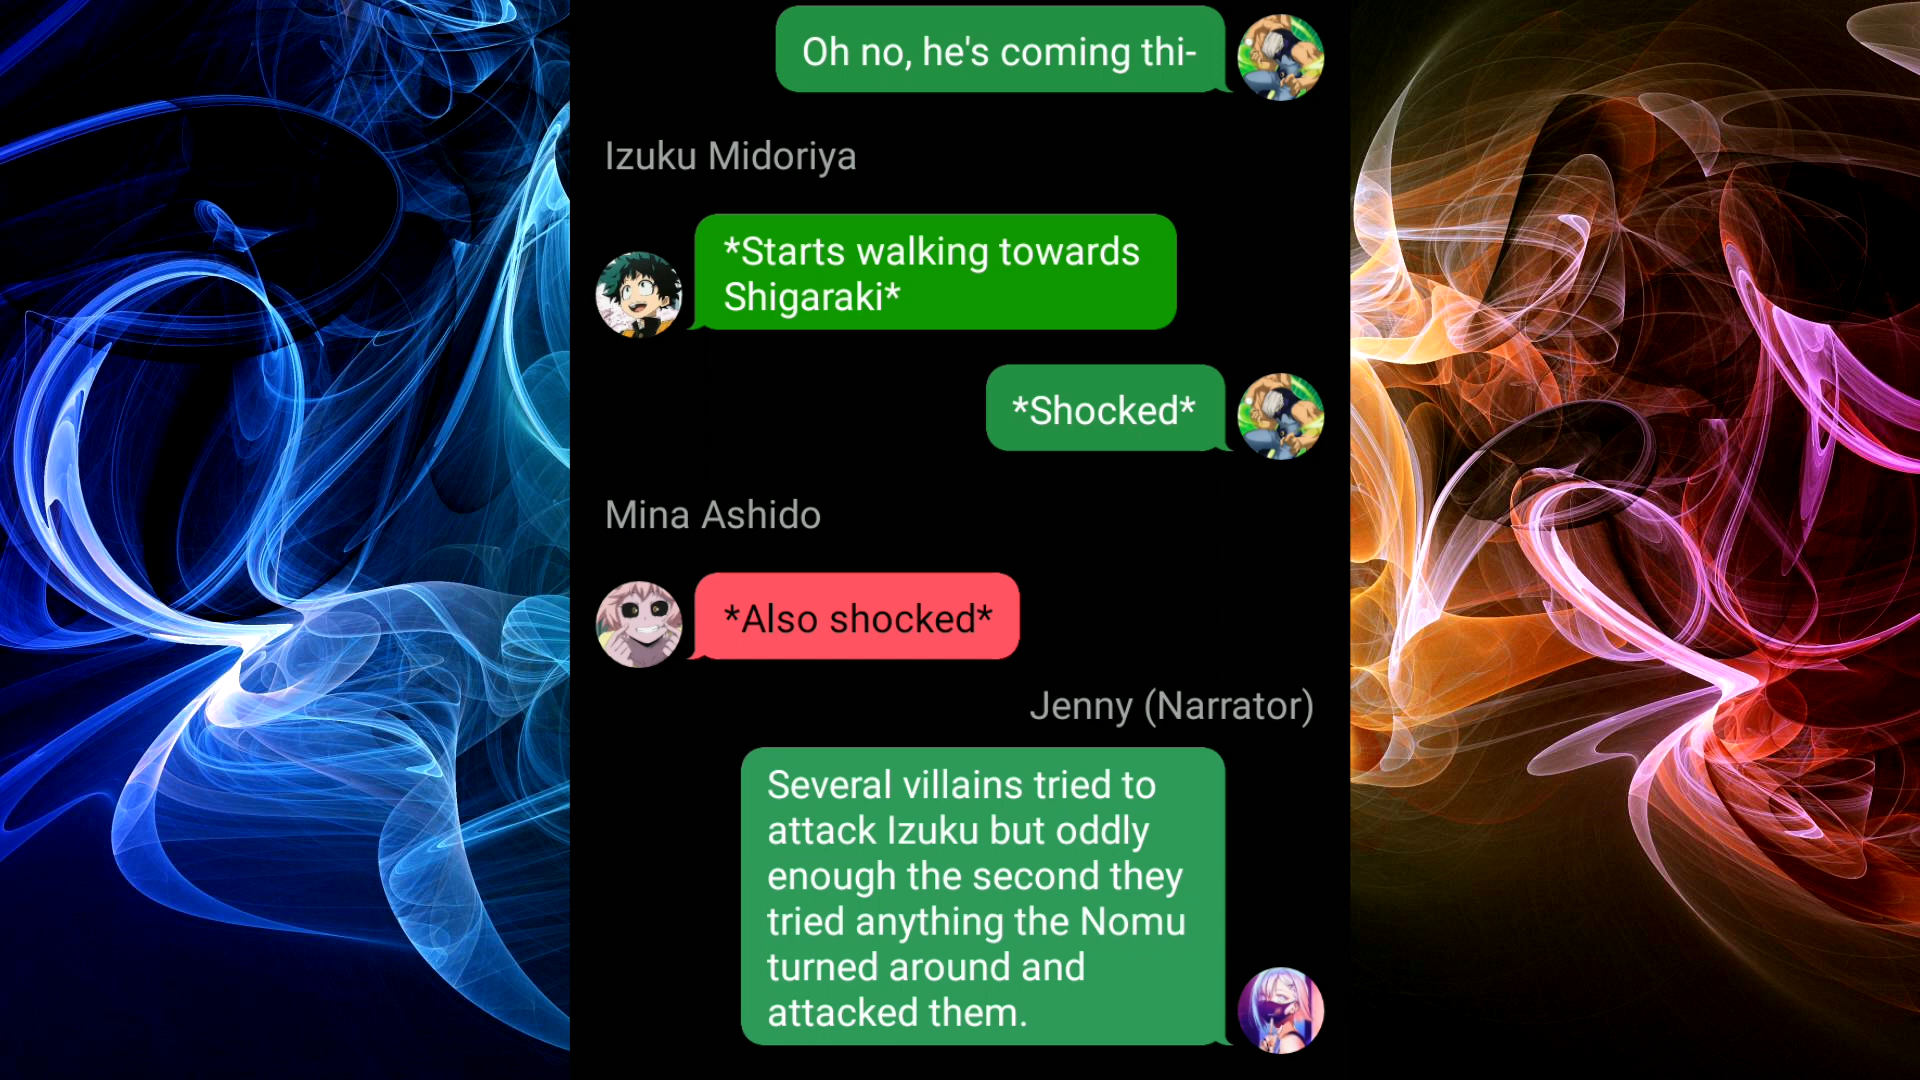 Oh no, he's coming thi-
Izuku Midoriya
*Starts walking towards
Shigaraki*
*Shocked*
Mina Ashido
*Also shocked*
Jenny (Narrator)
Several villains tried to
attack Izuku but oddly
enough the second they
tried anything the Nomu
turned around and
attacked them.